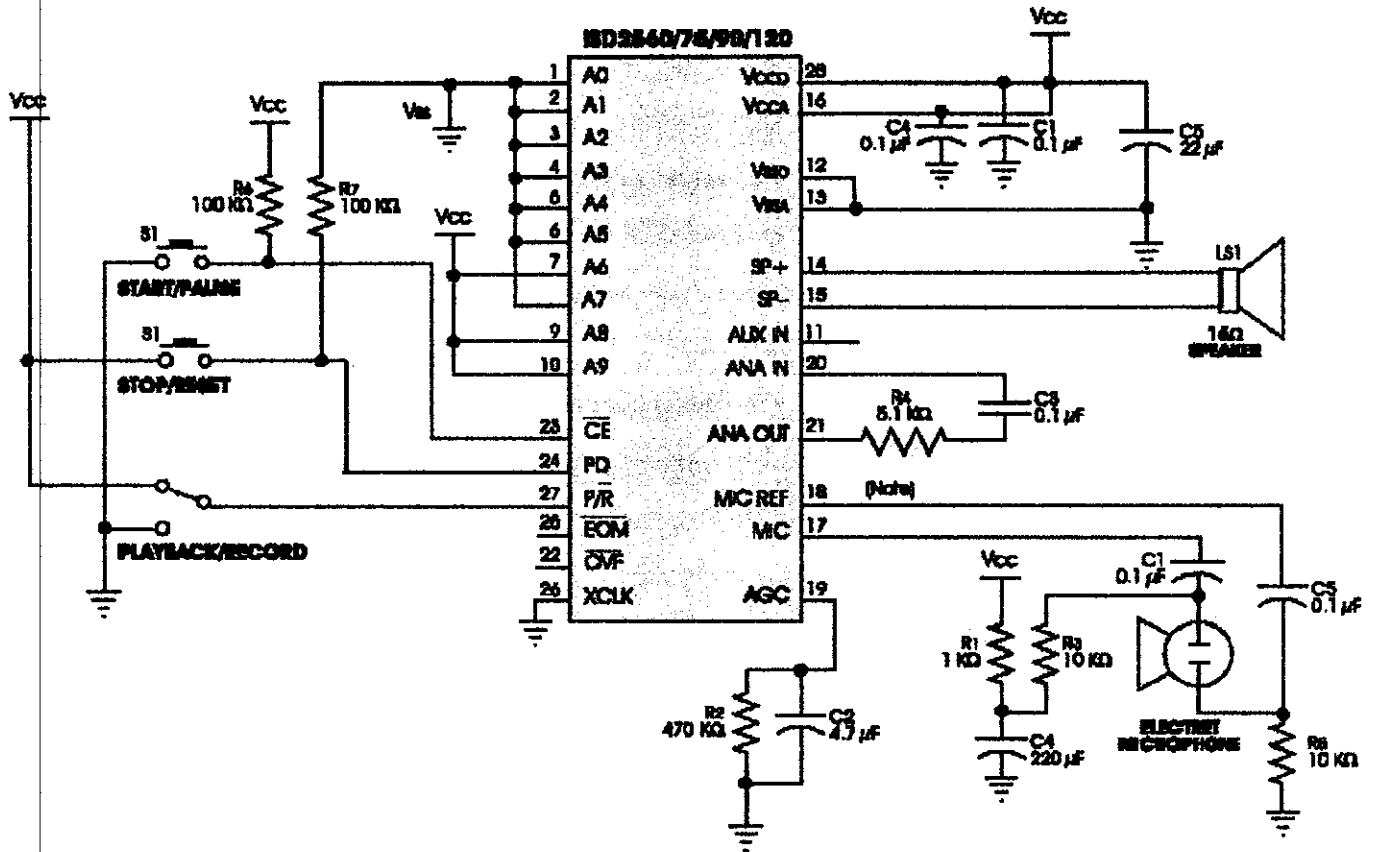 ISD2560/75/90/120
VCC
VCC
VCC
VSS
VCC
R6
100 KΩ
R7
100 KΩ
S1
START/PAUSE
S1
STOP/RESET
PLAYBACK/RECORD
1 A0
2 A1
3 A2
4 A3
5 A4
6 A5
7 A6
A7
9 A8
10 A9
23 CE
24 PD
27 P/R
25 EOM
22 OVF
26 XCLK
VCCD 28
VCCA 16
VSSD 12
VSSA 13
SP+ 14
SP- 15
AUX IN 11
ANA IN 20
ANA OUT 21
MIC REF 18
MIC 17
AGC 19
C4
0.1 µF
C1
0.1 µF
C5
22 µF
LS1
16Ω
SPEAKER
R4
5.1 KΩ
C3
0.1 µF
(Note)
C1
0.1 µF
C5
0.1 µF
VCC
R1
1 KΩ
R3
10 KΩ
C4
220 µF
ELECTRET
MICROPHONE
R5
10 KΩ
R2
470 KΩ
C2
4.7 µF